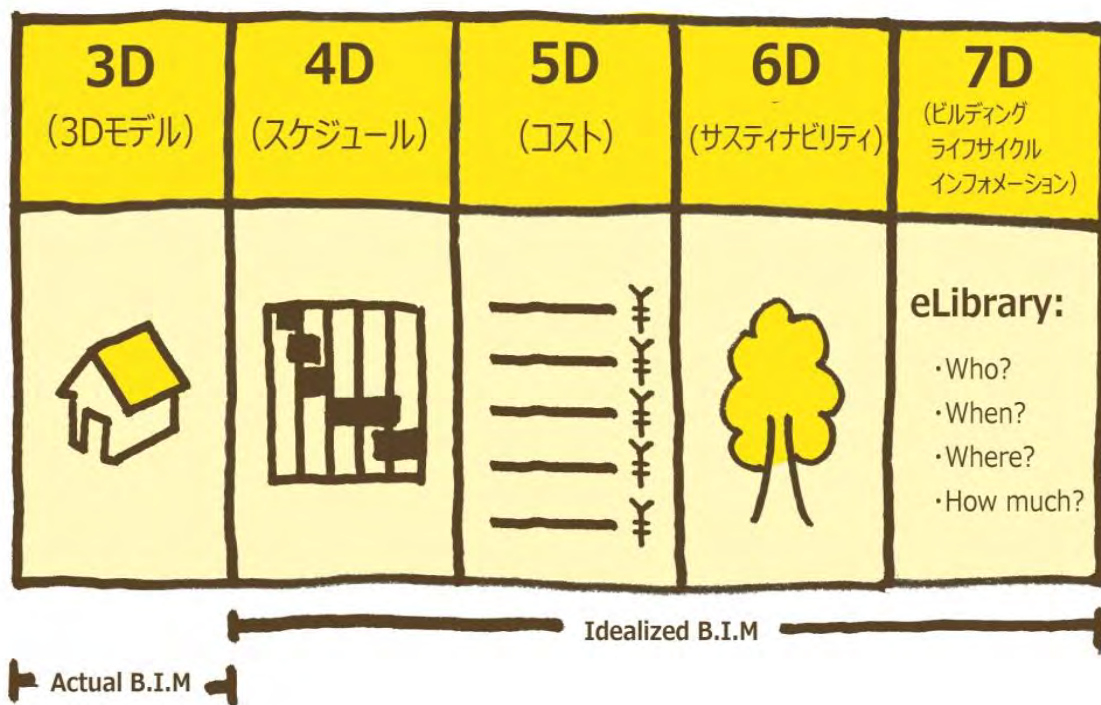 3D
(3Dモデル)
4D
(スケジュール)
5D
(コスト)
6D
(サスティナビリティ)
7D
(ビルディング
ライフサイクル
インフォメーション)
¥
¥
¥
¥
¥
eLibrary:
・Who?
・When?
・Where?
・How much?
Idealized B.I.M
Actual B.I.M